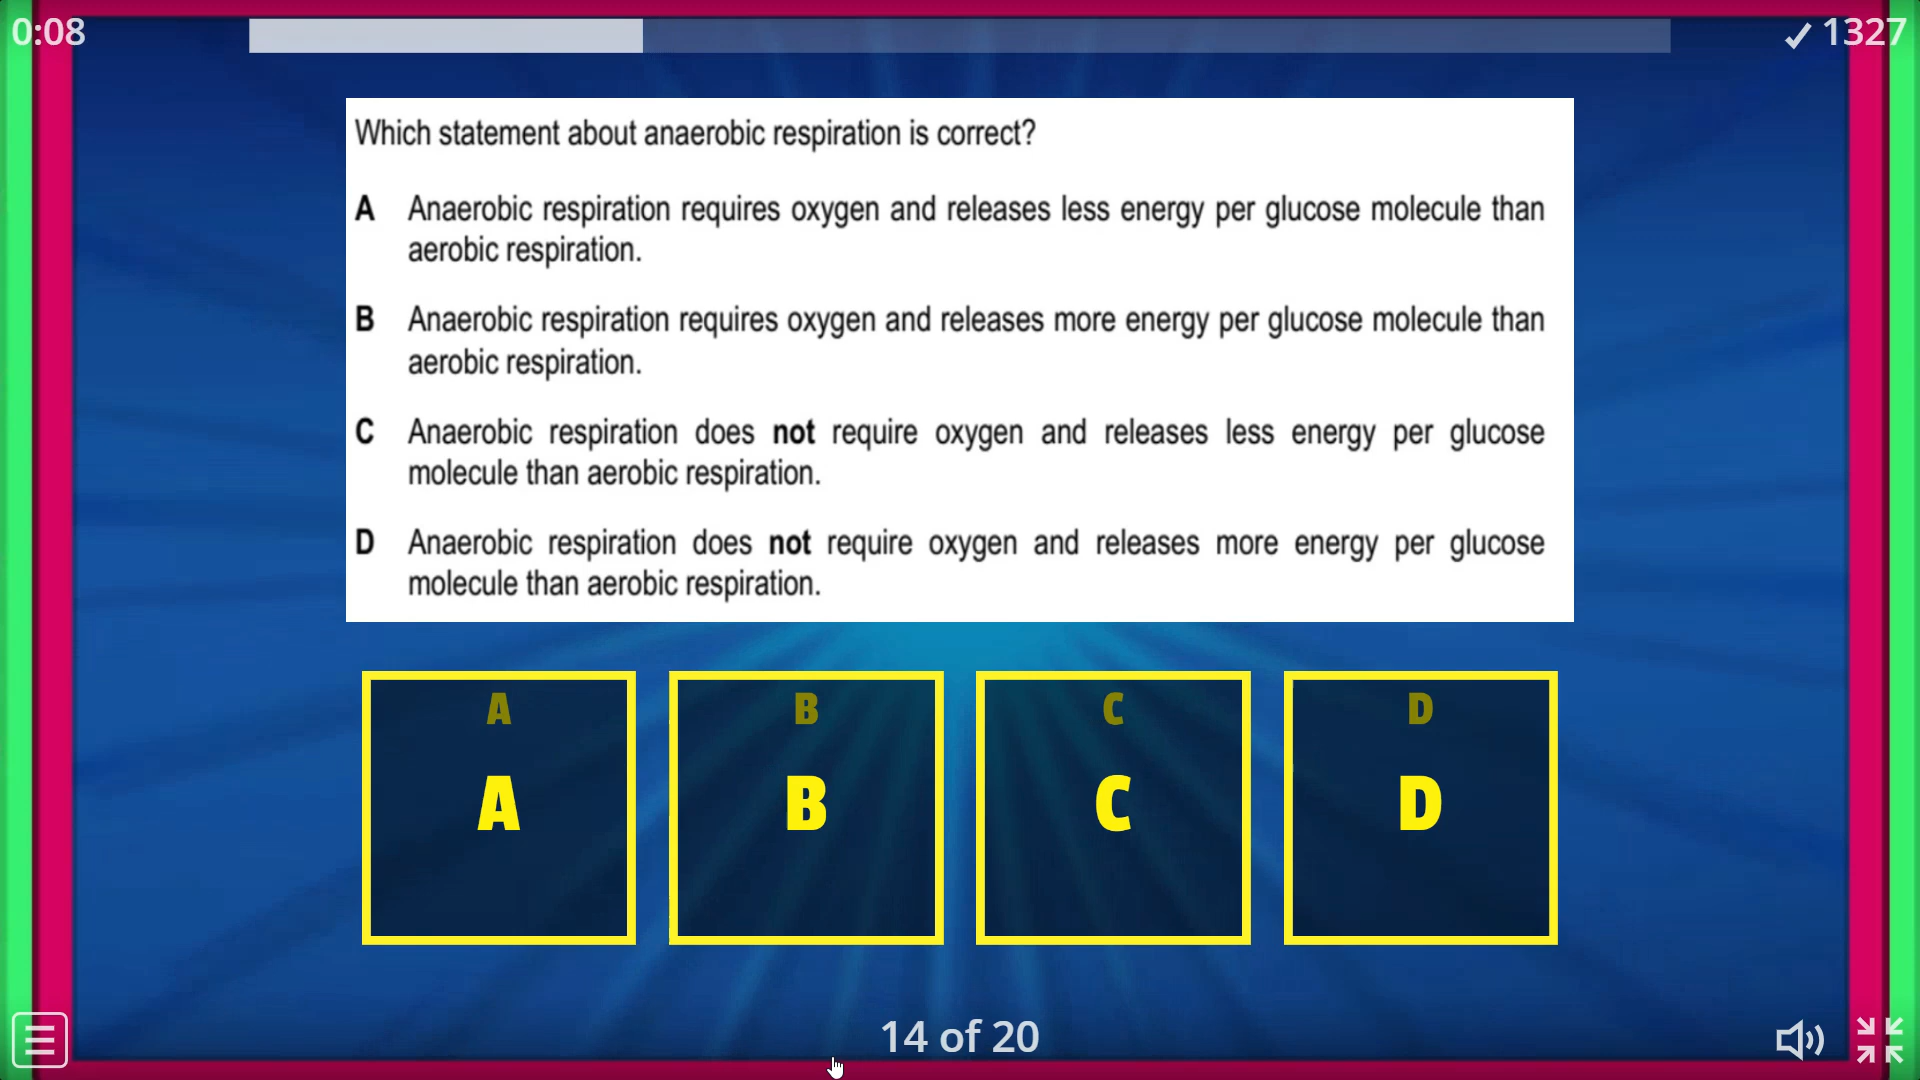 0:08
1327
Which statement about anaerobic respiration is correct?
A Anaerobic respiration requires oxygen and releases less energy per glucose molecule than
aerobic respiration.
B Anaerobic respiration requires oxygen and releases more energy per glucose molecule than
aerobic respiration.
C Anaerobic respiration does not require oxygen and releases less energy per glucose
molecule than aerobic respiration.
D Anaerobic respiration does not require oxygen and releases more energy per glucose
molecule than aerobic respiration.
A B C D
A B C D
14 of 20